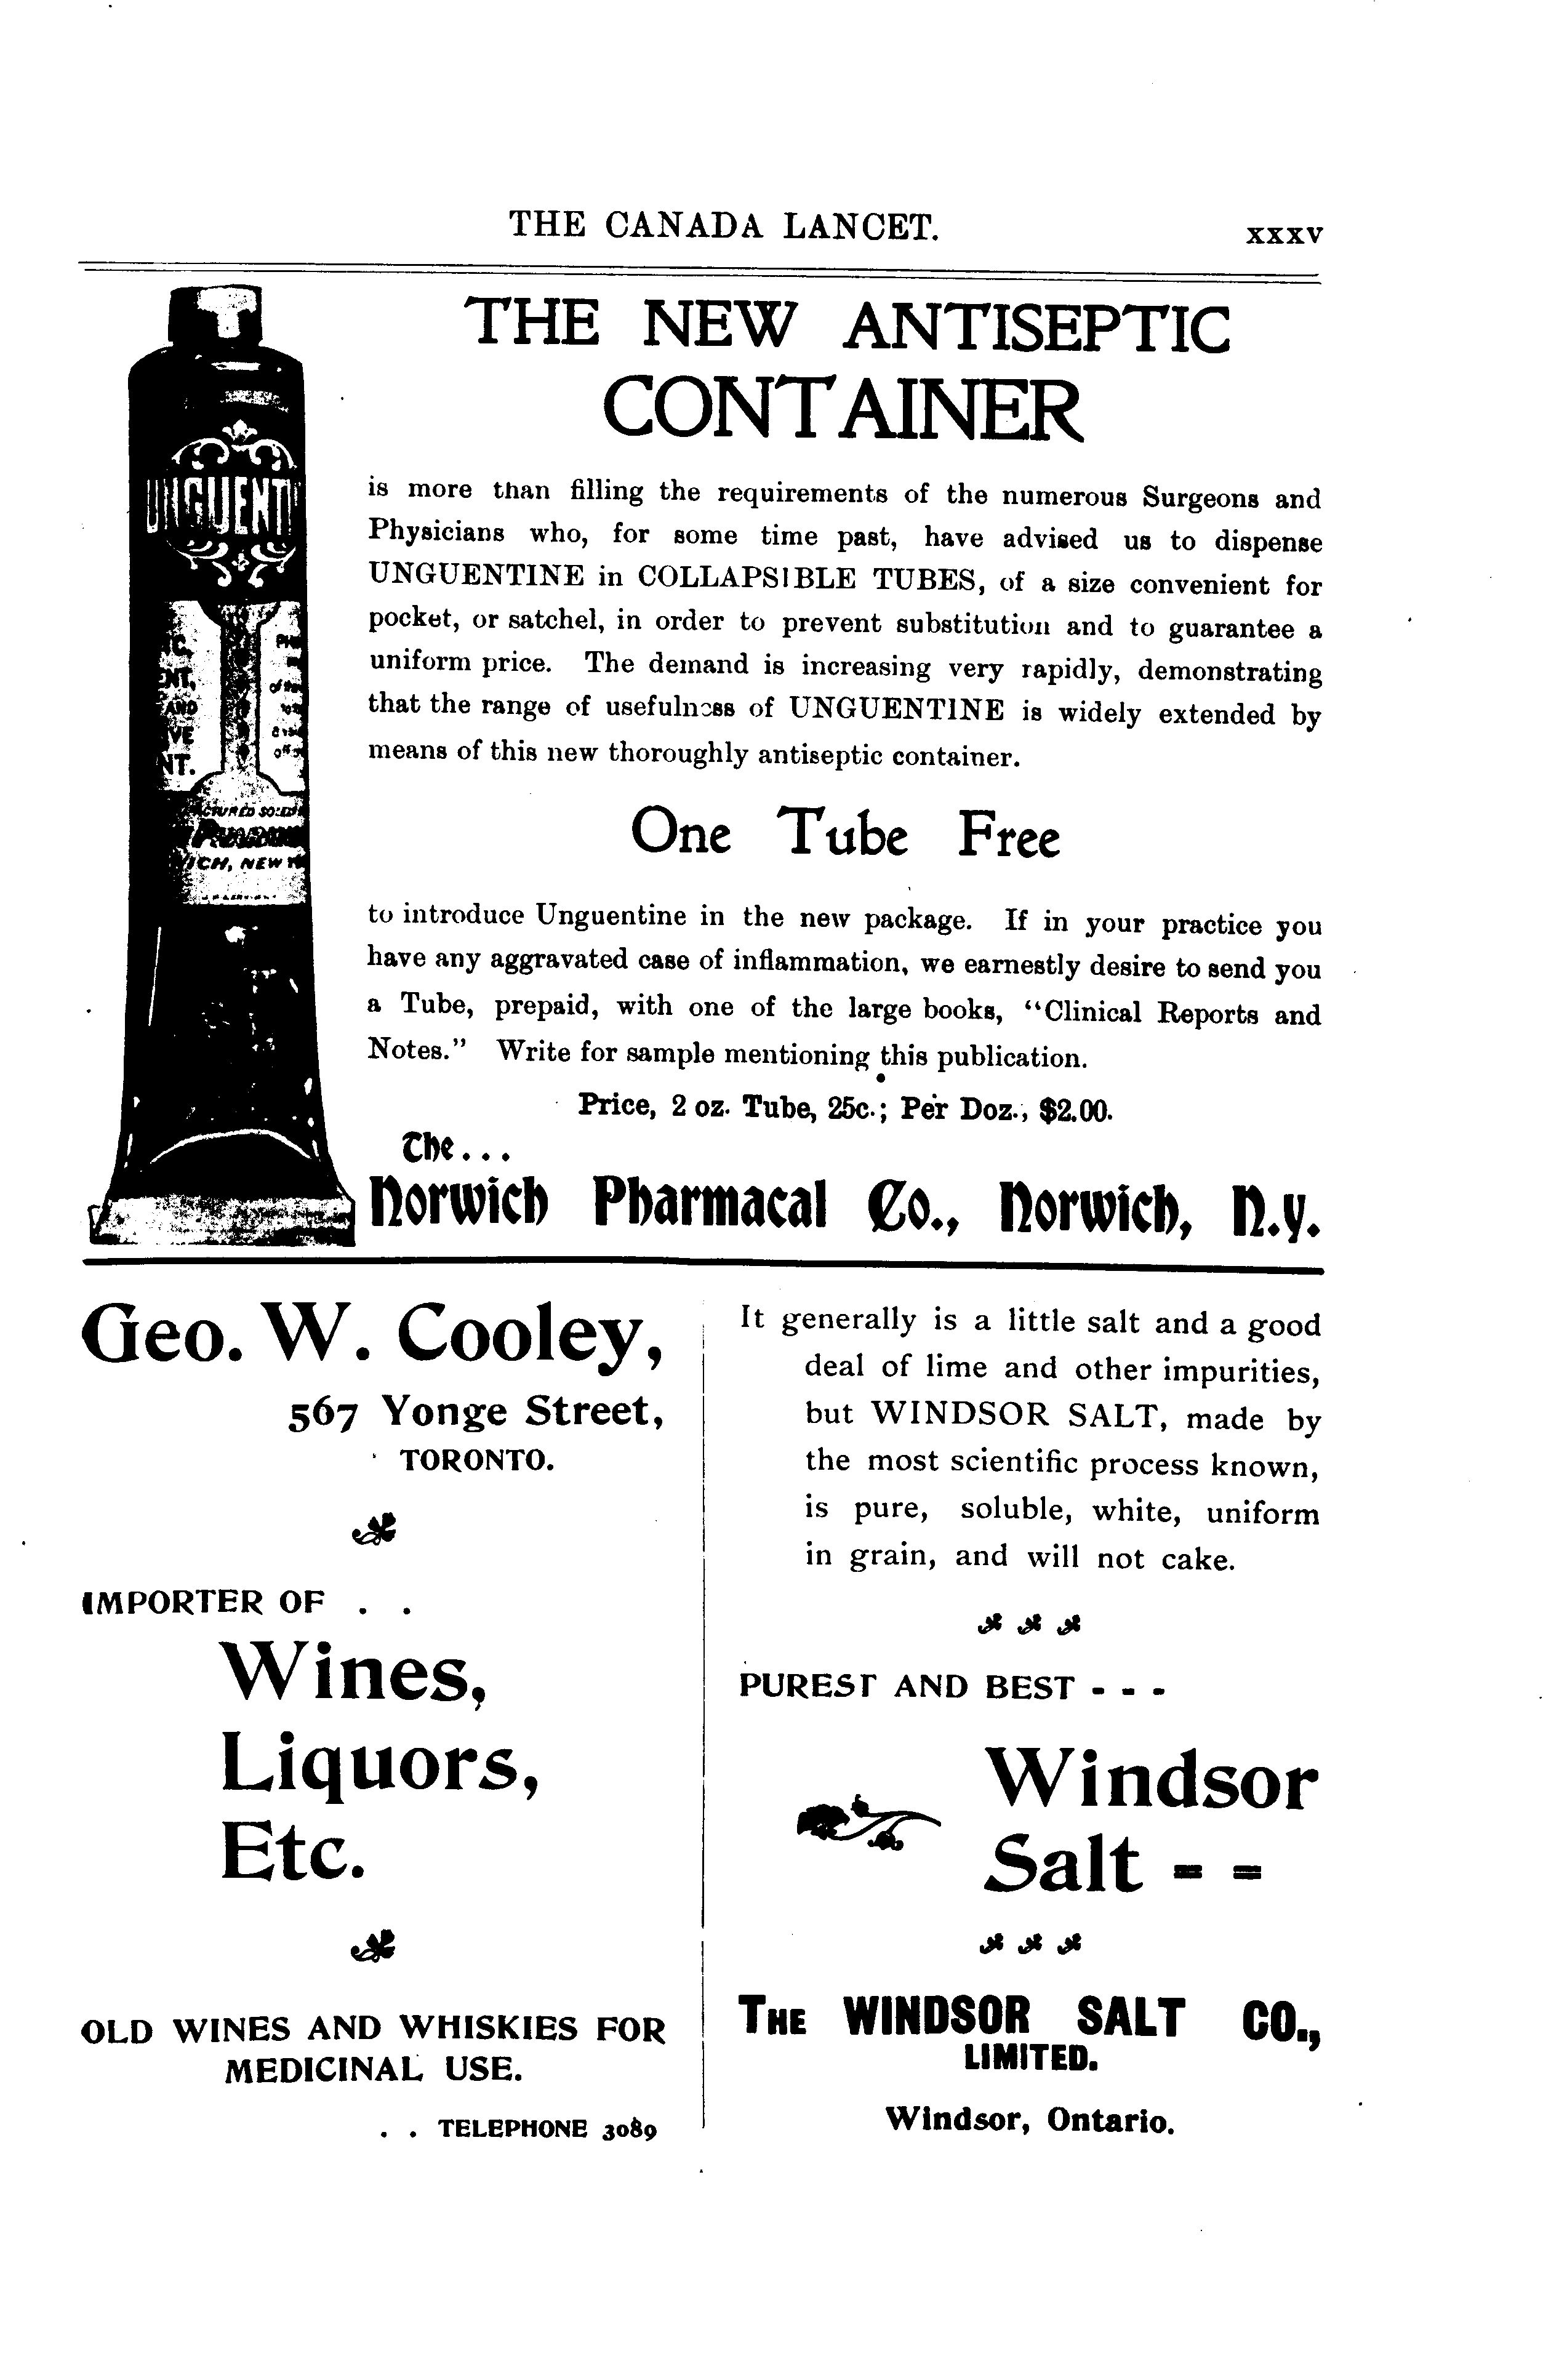 THE CANADA LANCET. xxxv
THE NEW ANTISEPTIC
CONTAINER
is more than filling the requirements of the numerous Surgeons and
Physicians who, for some time past, have advised us to dispense
UNGUENTINE in COLLAPSIBLE TUBES, of a size convenient for
pocket, or satchel, in order to prevent substitution and to guarantee a
uniform price. The demand is increasing very rapidly, demonstrating
that the range of usefulness of UNGUENTINE is widely extended by
means of this new thoroughly antiseptic container.
One Tube Free
to introduce Unguentine in the new package. If in your practice you
have any aggravated case of inflammation, we earnestly desire to send you
a Tube, prepaid, with one of the large books, “Clinical Reports and
Notes.” Write for sample mentioning this publication.
Price, 2 oz. Tube, 25c.; Per Doz., $2.00.
The...
Norwich Pharmacal Co., Norwich, N.Y.
UNGUENTI
NT,
AND
VE
NT.
ICH, NEW
Geo. W. Cooley,
567 Yonge Street,
TORONTO.
IMPORTER OF . .
Wines,
Liquors,
Etc.
OLD WINES AND WHISKIES FOR
MEDICINAL USE.
. . TELEPHONE 3089
It generally is a little salt and a good
deal of lime and other impurities,
but WINDSOR SALT, made by
the most scientific process known,
is pure, soluble, white, uniform
in grain, and will not cake.
PUREST AND BEST - - -
Windsor
Salt - -
THE WINDSOR SALT CO.,
LIMITED.
Windsor, Ontario.